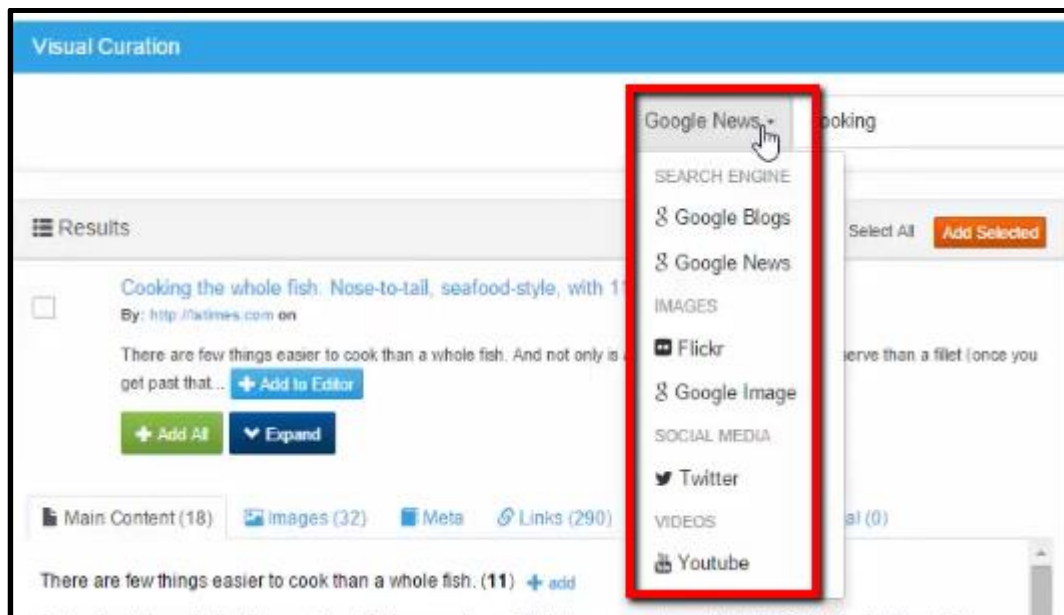 Visual Curation
Google News
ooking
SEARCH ENGINE
Google Blogs
Google News
IMAGES
Flickr
Google Image
SOCIAL MEDIA
Twitter
VIDEOS
Youtube
Results
Select All
Add Selected
Cooking the whole fish: Nose-to-tail, seafood-style, with 1
By: http://latimes.com on
There are few things easier to cook than a whole fish. And not only is
erve than a fillet (once you
get past that... + Add to Editor
+ Add All
Expand
Main Content (18)
Images (32)
Meta
Links (290)
al (0)
There are few things easier to cook than a whole fish. (11) + add